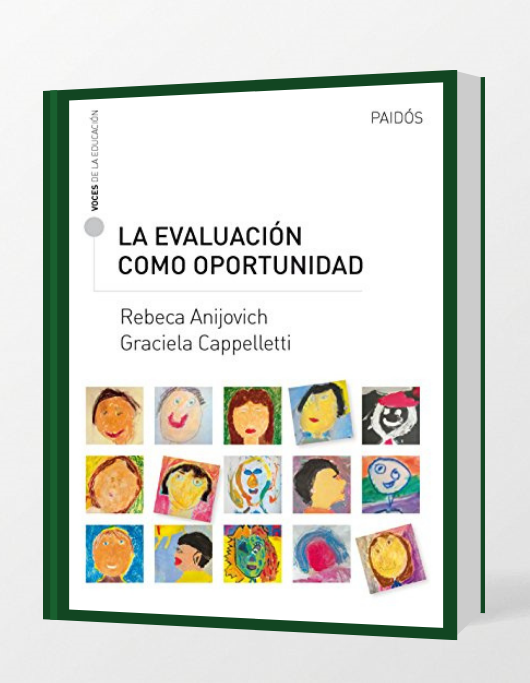 VOCES DE LA EDUCACIÓN
PAIDÓS
LA EVALUACIÓN
COMO OPORTUNIDAD
Rebeca Anijovich
Graciela Cappelletti